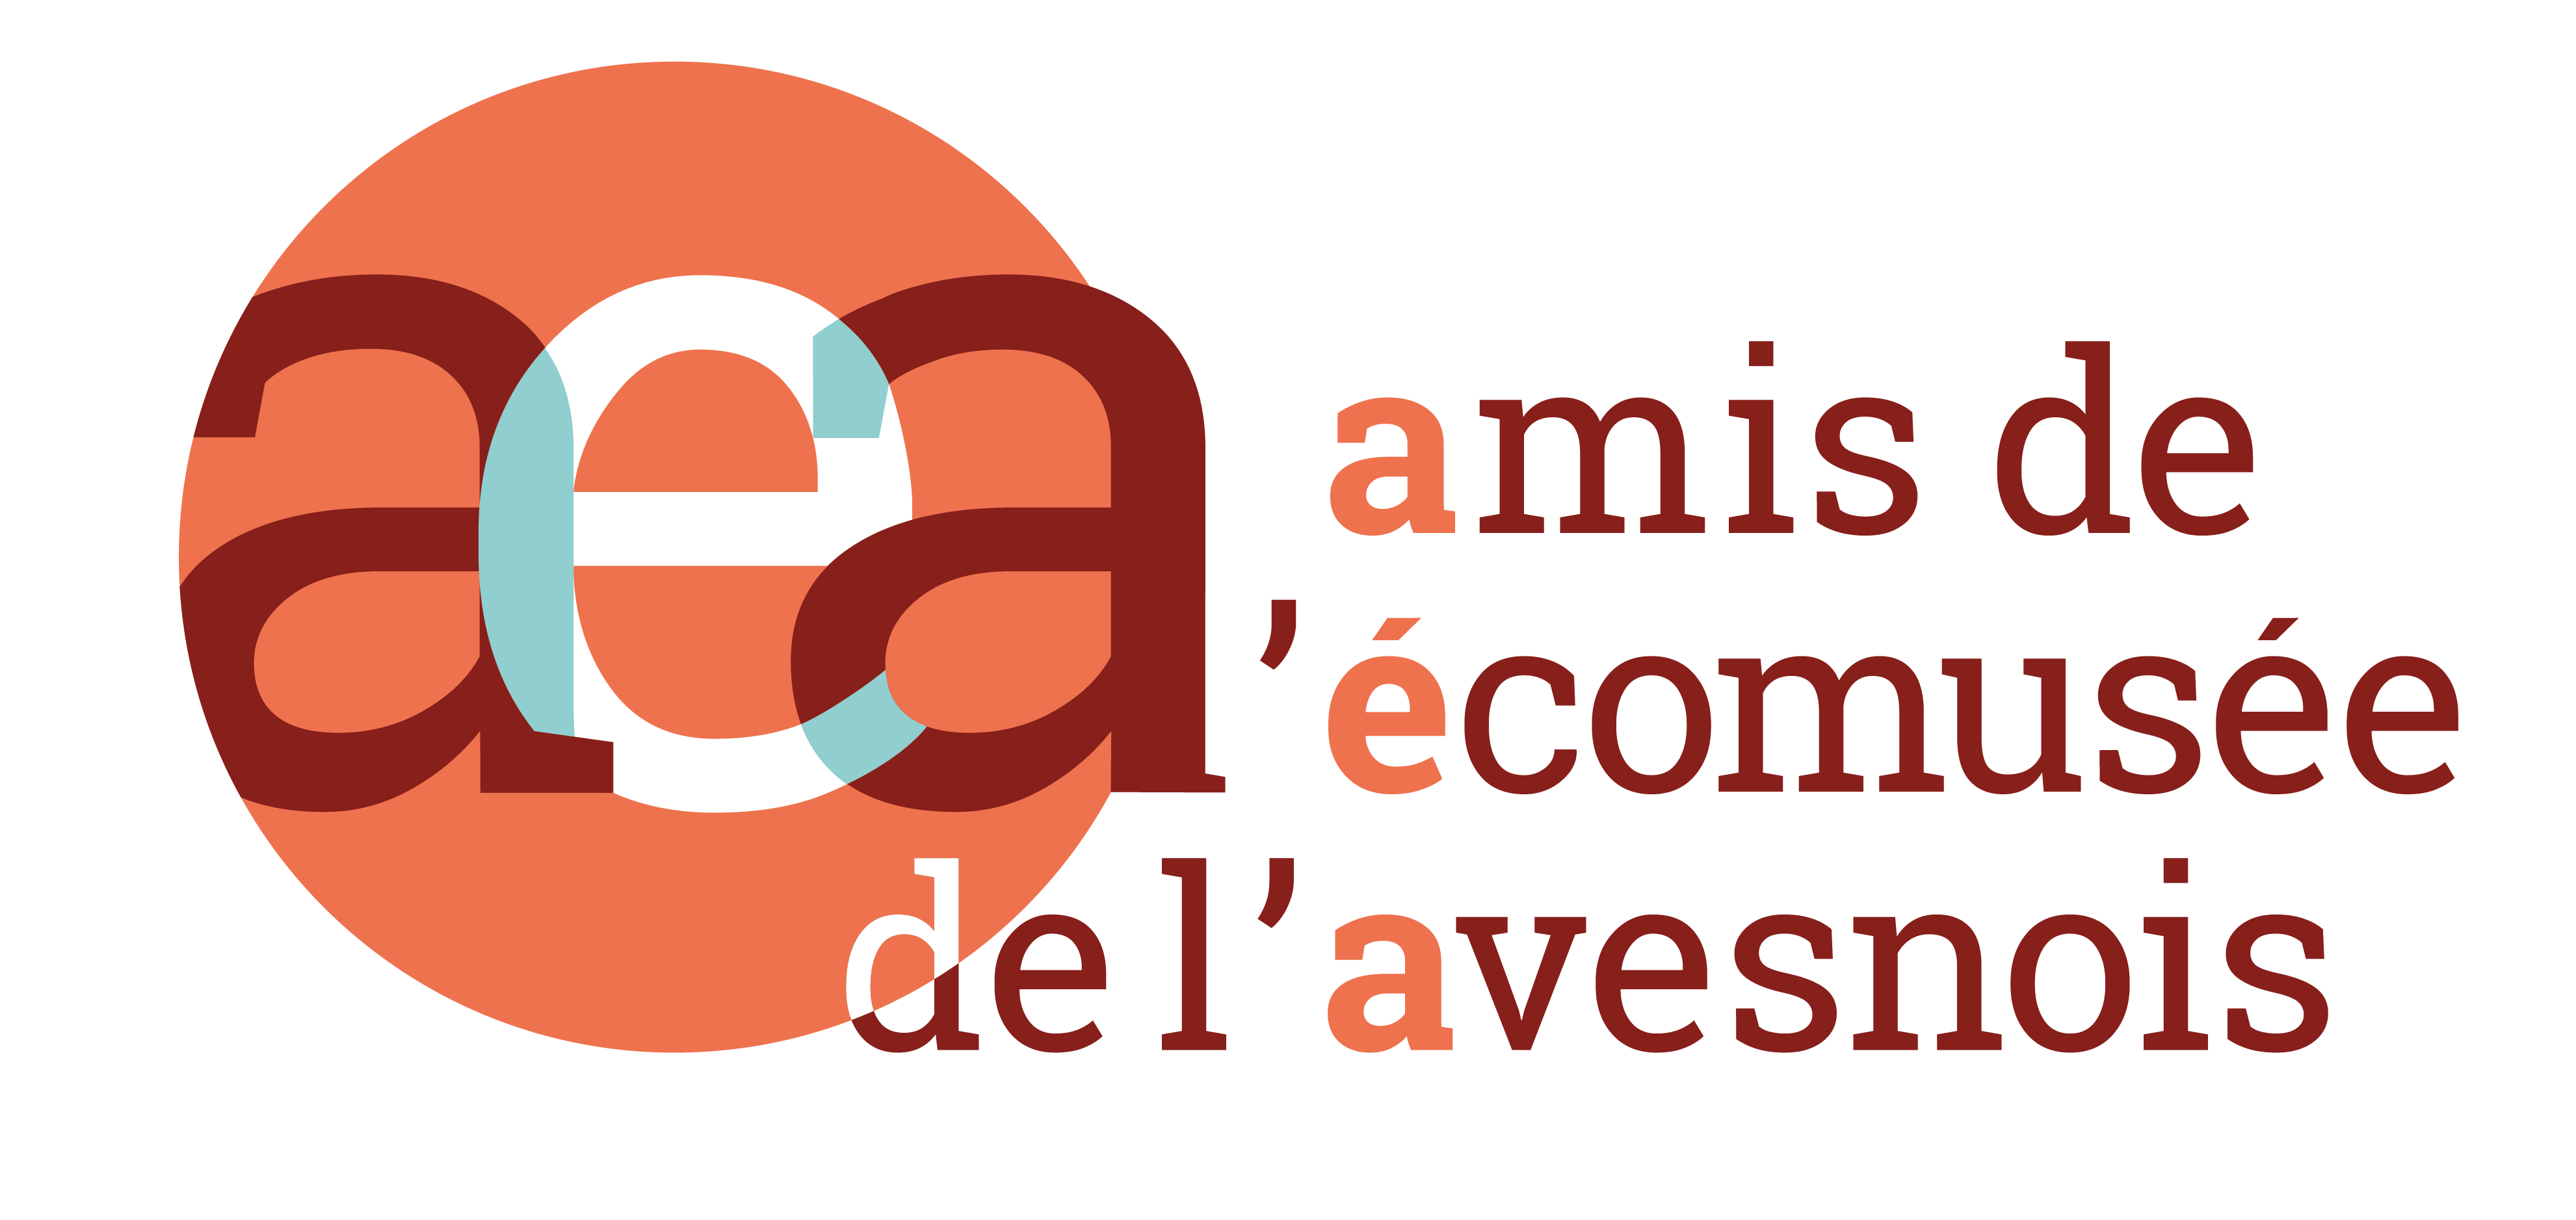 aea
amis de
l’écomusée
de l’avesnois